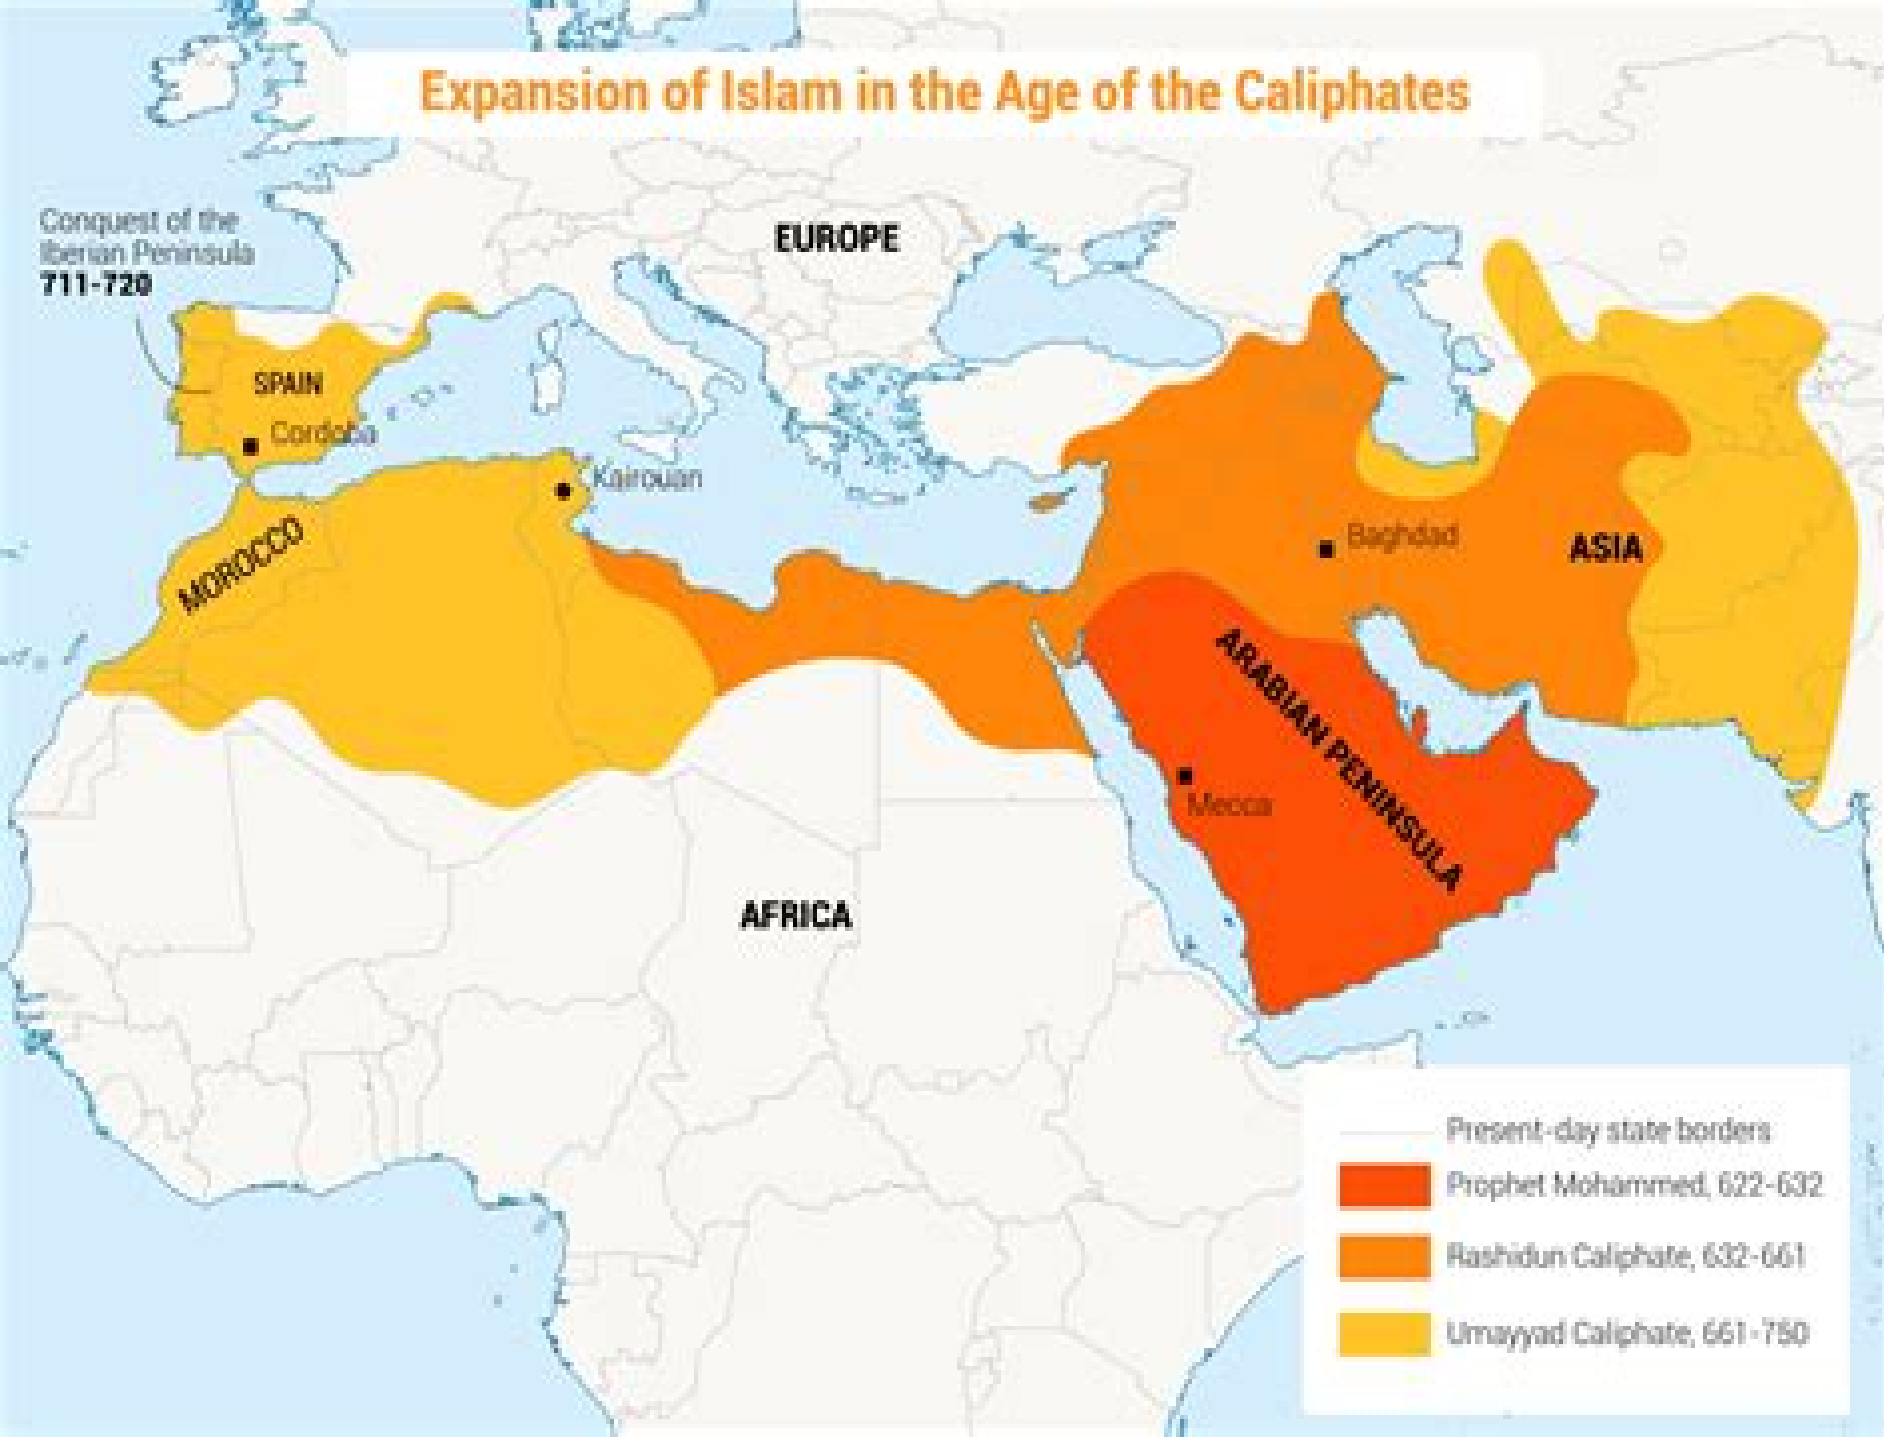 Expansion of Islam in the Age of the Caliphates
Conquest of the
Iberian Peninsula
711-720
EUROPE
SPAIN
Cordoba
Kairouan
MOROCCO
Baghdad
ASIA
ARABIAN PENINSULA
Mecca
AFRICA
Present-day state borders
Prophet Mohammed, 622-632
Rashidun Caliphate, 632-661
Umayyad Caliphate, 661-750